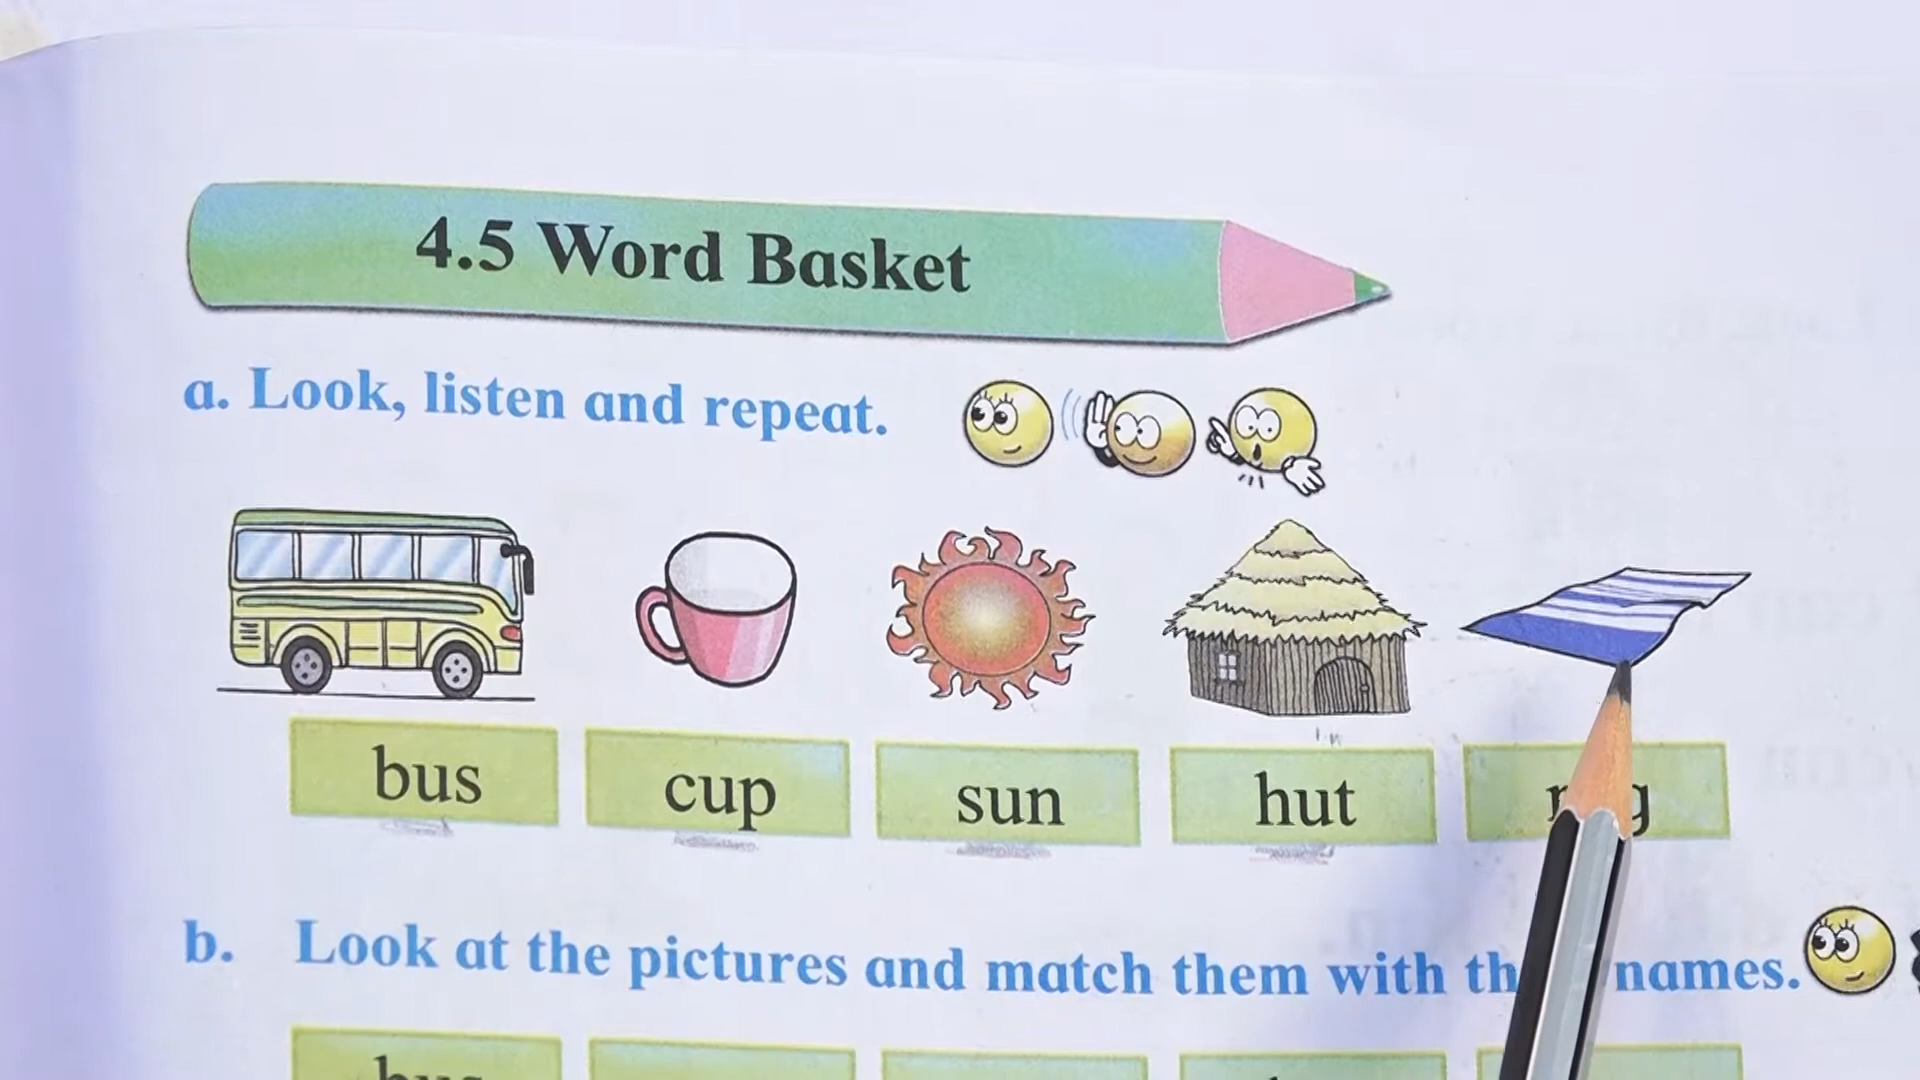 4.5 Word Basket
a. Look, listen and repeat.
bus cup sun hut
b. Look at the pictures and match them with names.
bus